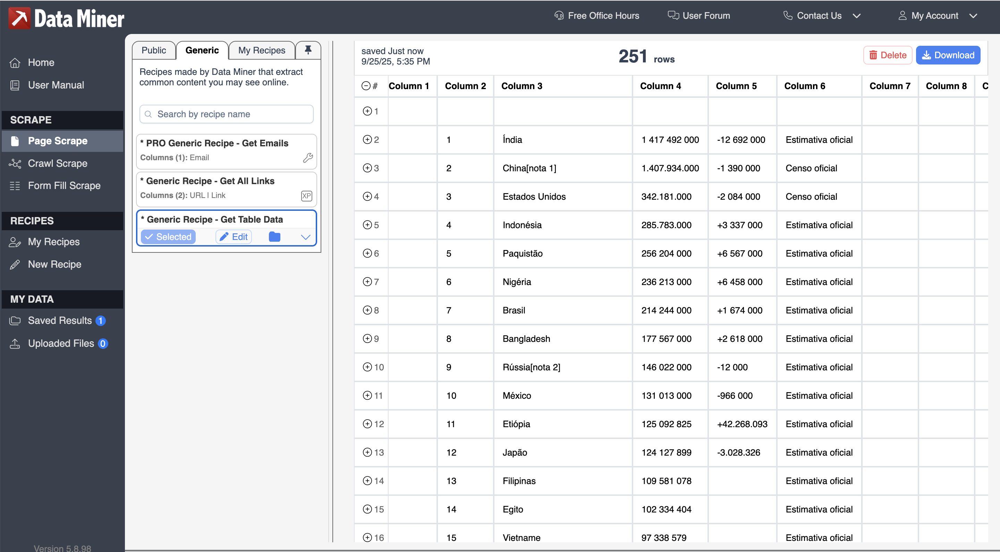 Data Miner
Free Office Hours
User Forum
Contact Us
My Account
Home
User Manual
SCRAPE
Page Scrape
Crawl Scrape
Form Fill Scrape
RECIPES
My Recipes
New Recipe
MY DATA
Saved Results 1
Uploaded Files 0
Version 5.8.98
Public
Generic
My Recipes
Recipes made by Data Miner that extract
common content you may see online.
Search by recipe name
* PRO Generic Recipe - Get Emails
Columns (1): Email
* Generic Recipe - Get All Links
Columns (2): URL | Link
XP
* Generic Recipe - Get Table Data
Selected
Edit
saved Just now
9/25/25, 5:35 PM
251 rows
Delete
Download
# Column 1 Column 2 Column 3 Column 4 Column 5 Column 6 Column 7 Column 8 C
1
2 1 Índia 1 417 492 000 -12 692 000 Estimativa oficial
3 2 China[nota 1] 1.407.934.000 -1 390 000 Censo oficial
4 3 Estados Unidos 342.181.000 -2 084 000 Censo oficial
5 4 Indonésia 285.783.000 +3 337 000 Estimativa oficial
6 5 Paquistão 256 204 000 +6 567 000 Estimativa oficial
7 6 Nigéria 236 213 000 +6 458 000 Estimativa oficial
8 7 Brasil 214 244 000 +1 674 000 Estimativa oficial
9 8 Bangladesh 177 567 000 +2 618 000 Estimativa oficial
10 9 Rússia[nota 2] 146 022 000 -12 000 Estimativa oficial
11 10 México 131 013 000 -966 000 Estimativa oficial
12 11 Etiópia 125 092 825 +42.268.093 Estimativa oficial
13 12 Japão 124 127 899 -3.028.326 Estimativa oficial
14 13 Filipinas 109 581 078 Estimativa oficial
15 14 Egito 102 334 404 Estimativa oficial
16 15 Vietname 97 338 579 Estimativa oficial